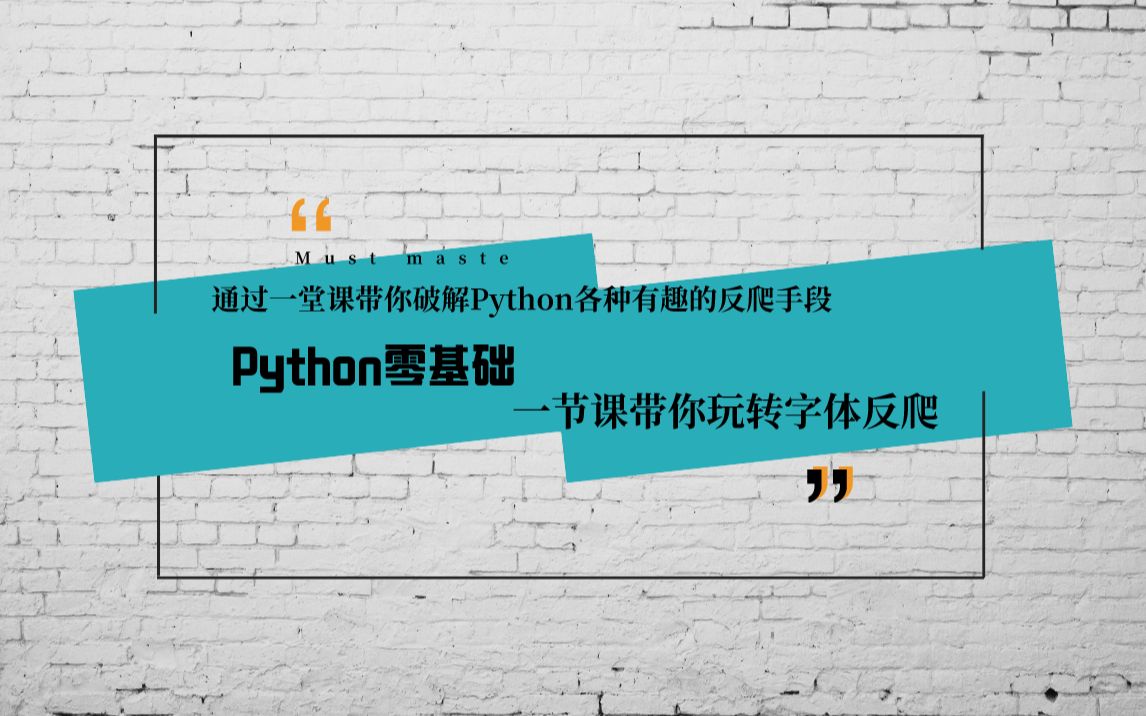 “
Must maste
通过一堂课带你破解Python各种有趣的反爬手段
Python零基础
一节课带你玩转字体反爬
”